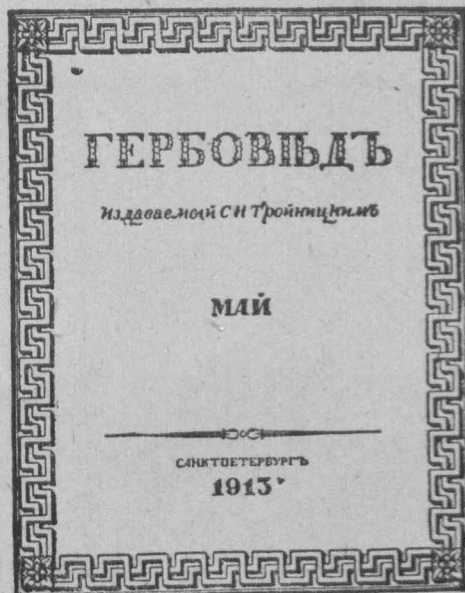 ГЕРБОВѢДЪ
Издаваемый С Н Тройницкимъ
МАЙ
САНКТПЕТЕРБУРГЪ
1913